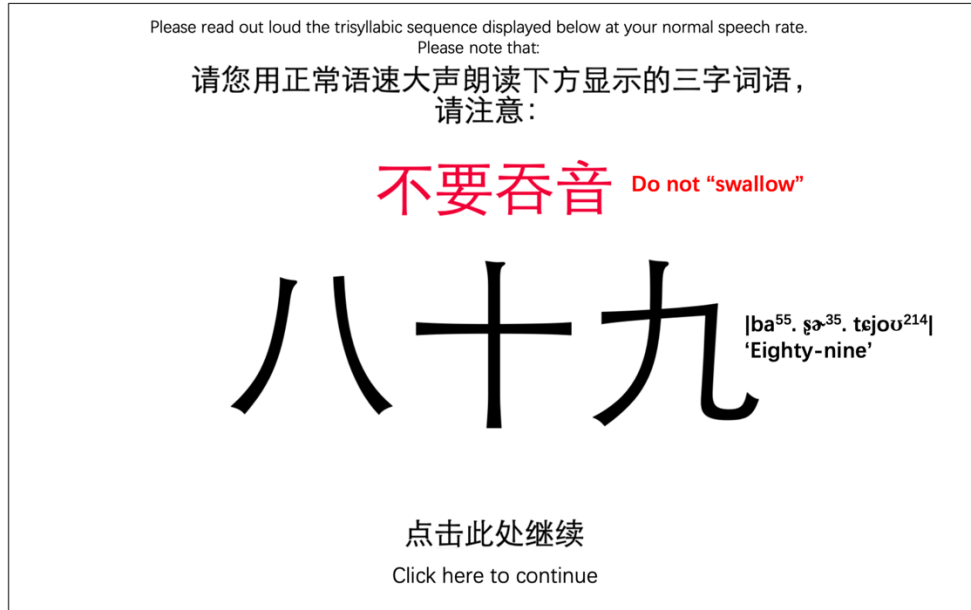 Please read out loud the trisyllabic sequence displayed below at your normal speech rate.
Please note that:
请您用正常语速大声朗读下方显示的三字词语，
请注意：
不要吞音 Do not “swallow”
八十九 |ba⁵⁵. ʂɚ³⁵. tɕjoʊ²¹⁴|
‘Eighty-nine’
点击此处继续
Click here to continue